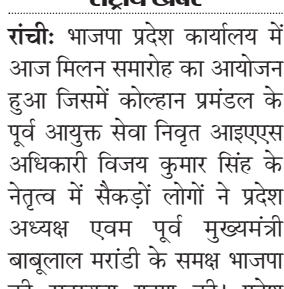 राष्ट्रीय खबर
रांचीः भाजपा प्रदेश कार्यालय में
आज मिलन समारोह का आयोजन
हुआ जिसमें कोल्हान प्रमंडल के
पूर्व आयुक्त सेवा निवृत आइएएस
अधिकारी विजय कुमार सिंह के
नेतृत्व में सैकड़ों लोगों ने प्रदेश
अध्यक्ष एवम पूर्व मुख्यमंत्री
बाबूलाल मरांडी के समक्ष भाजपा